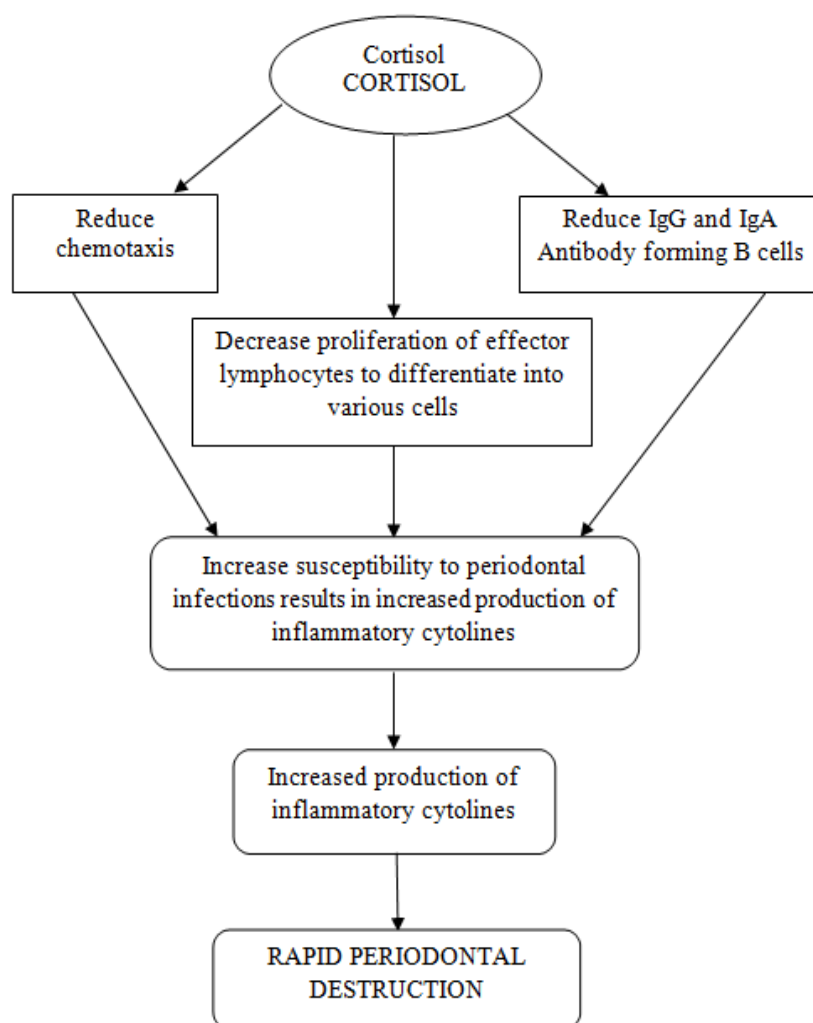 Cortisol
CORTISOL
Reduce
chemotaxis
Reduce IgG and IgA
Antibody forming B cells
Decrease proliferation of effector
lymphocytes to differentiate into
various cells
Increase susceptibility to periodontal
infections results in increased production of
inflammatory cytolines
Increased production of
inflammatory cytolines
RAPID PERIODONTAL
DESTRUCTION